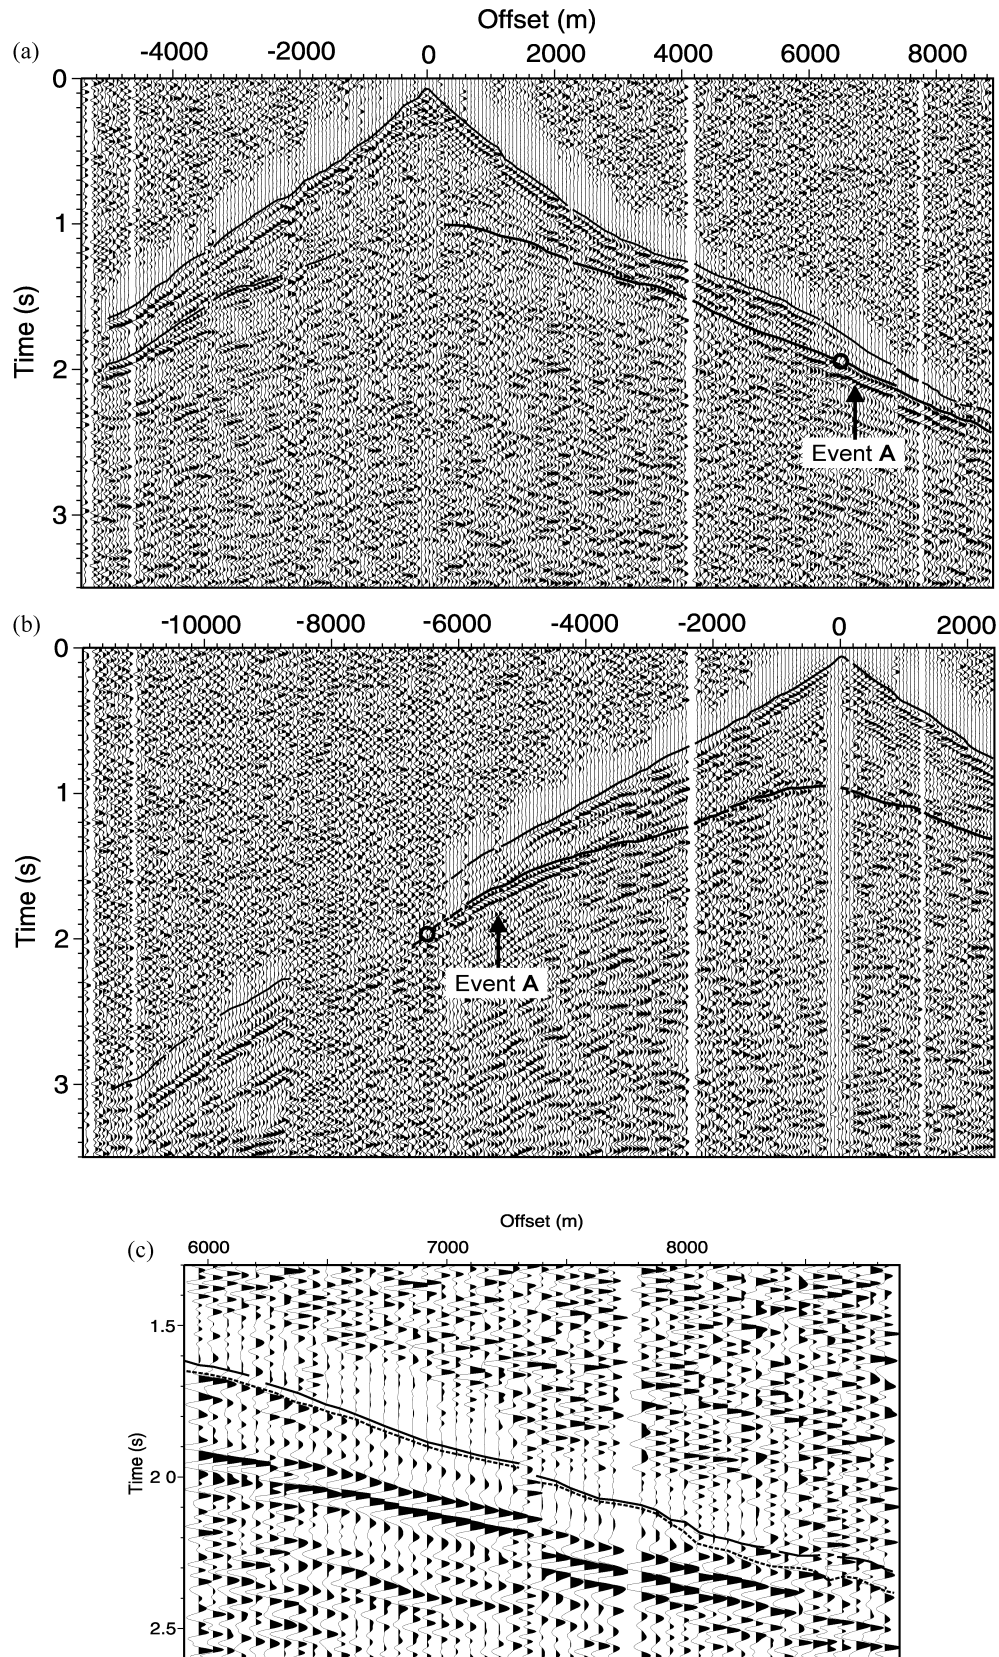 Offset (m)
(a)
-4000 -2000 0 2000 4000 6000 8000
0
1
2
3
Time (s)
Event A
(b)
-10000 -8000 -6000 -4000 -2000 0 2000
0
1
2
3
Time (s)
Event A
Offset (m)
(c)
6000 7000 8000
1.5
2 0
2.5
Time (s)